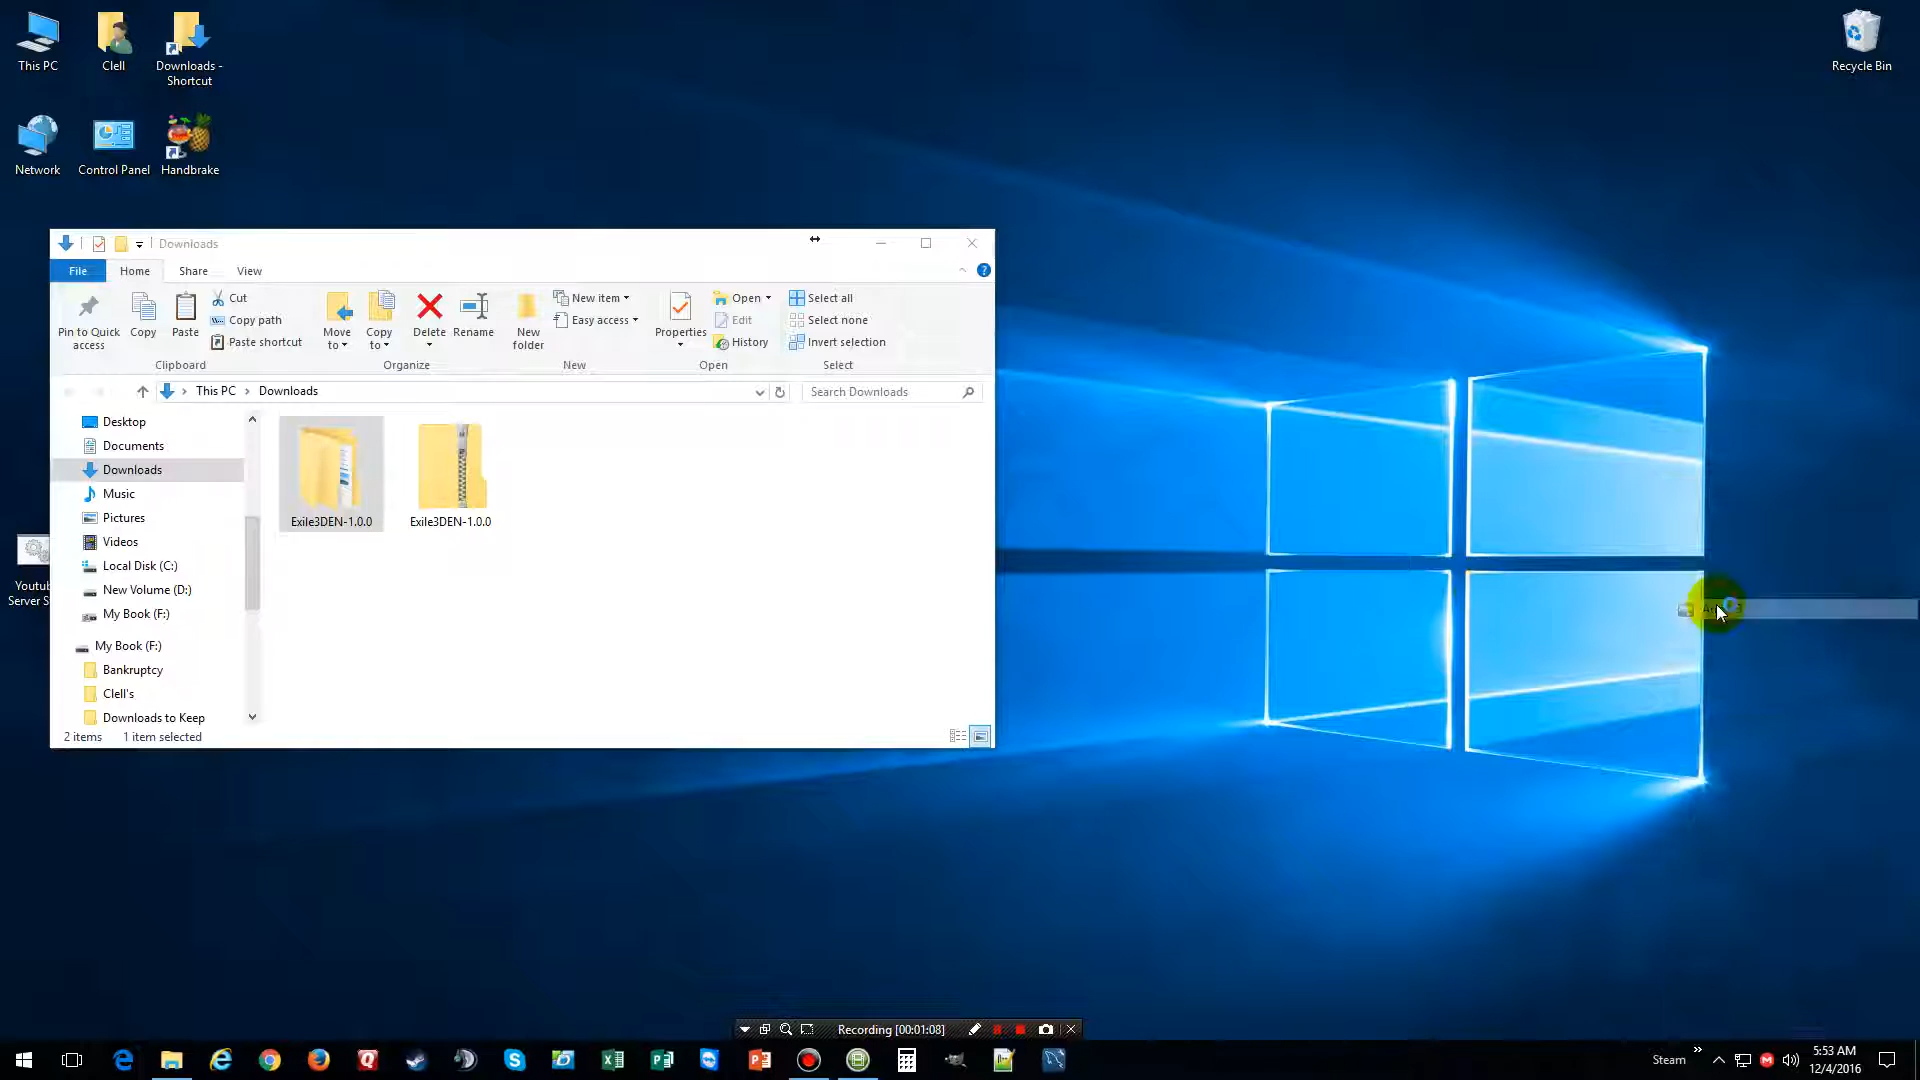 This PC
Clell
Downloads -
Shortcut
Recycle Bin
Network
Control Panel
Handbrake
Downloads
File
Home
Share
View
Pin to Quick
access
Copy
Paste
Cut
Copy path
Paste shortcut
Clipboard
Move
to
Copy
to
Delete
Rename
Organize
New
folder
New item
Easy access
New
Properties
Open
Edit
History
Open
Select all
Select none
Invert selection
Select
This PC > Downloads
Search Downloads
Desktop
Documents
Downloads
Music
Pictures
Videos
Local Disk (C:)
New Volume (D:)
My Book (F:)
My Book (F:)
Bankruptcy
Clell's
Downloads to Keep
Exile3DEN-1.0.0
Exile3DEN-1.0.0
2 items
1 item selected
Youtub
Server S
Recording [00:01:08]
Steam
5:53 AM
12/4/2016